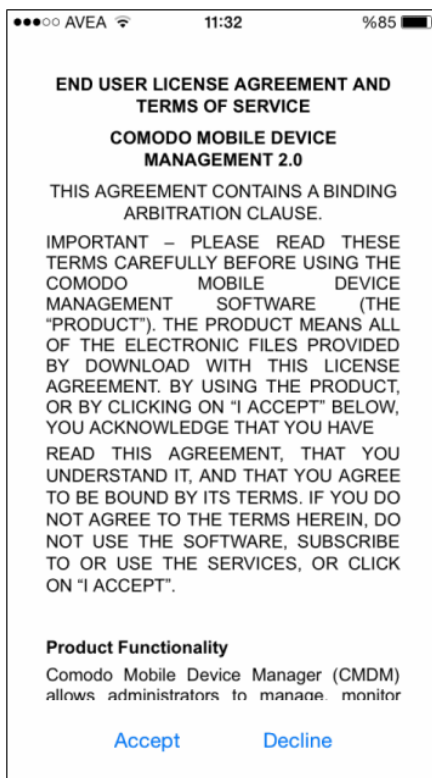 AVEA 11:32 %85
END USER LICENSE AGREEMENT AND
TERMS OF SERVICE
COMODO MOBILE DEVICE
MANAGEMENT 2.0
THIS AGREEMENT CONTAINS A BINDING
ARBITRATION CLAUSE.
IMPORTANT – PLEASE READ THESE
TERMS CAREFULLY BEFORE USING THE
COMODO MOBILE DEVICE
MANAGEMENT SOFTWARE (THE
“PRODUCT”). THE PRODUCT MEANS ALL
OF THE ELECTRONIC FILES PROVIDED
BY DOWNLOAD WITH THIS LICENSE
AGREEMENT. BY USING THE PRODUCT,
OR BY CLICKING ON “I ACCEPT” BELOW,
YOU ACKNOWLEDGE THAT YOU HAVE
READ THIS AGREEMENT, THAT YOU
UNDERSTAND IT, AND THAT YOU AGREE
TO BE BOUND BY ITS TERMS. IF YOU DO
NOT AGREE TO THE TERMS HEREIN, DO
NOT USE THE SOFTWARE, SUBSCRIBE
TO OR USE THE SERVICES, OR CLICK
ON “I ACCEPT”.
Product Functionality
Comodo Mobile Device Manager (CMDM)
allows administrators to manage, monitor
Accept Decline